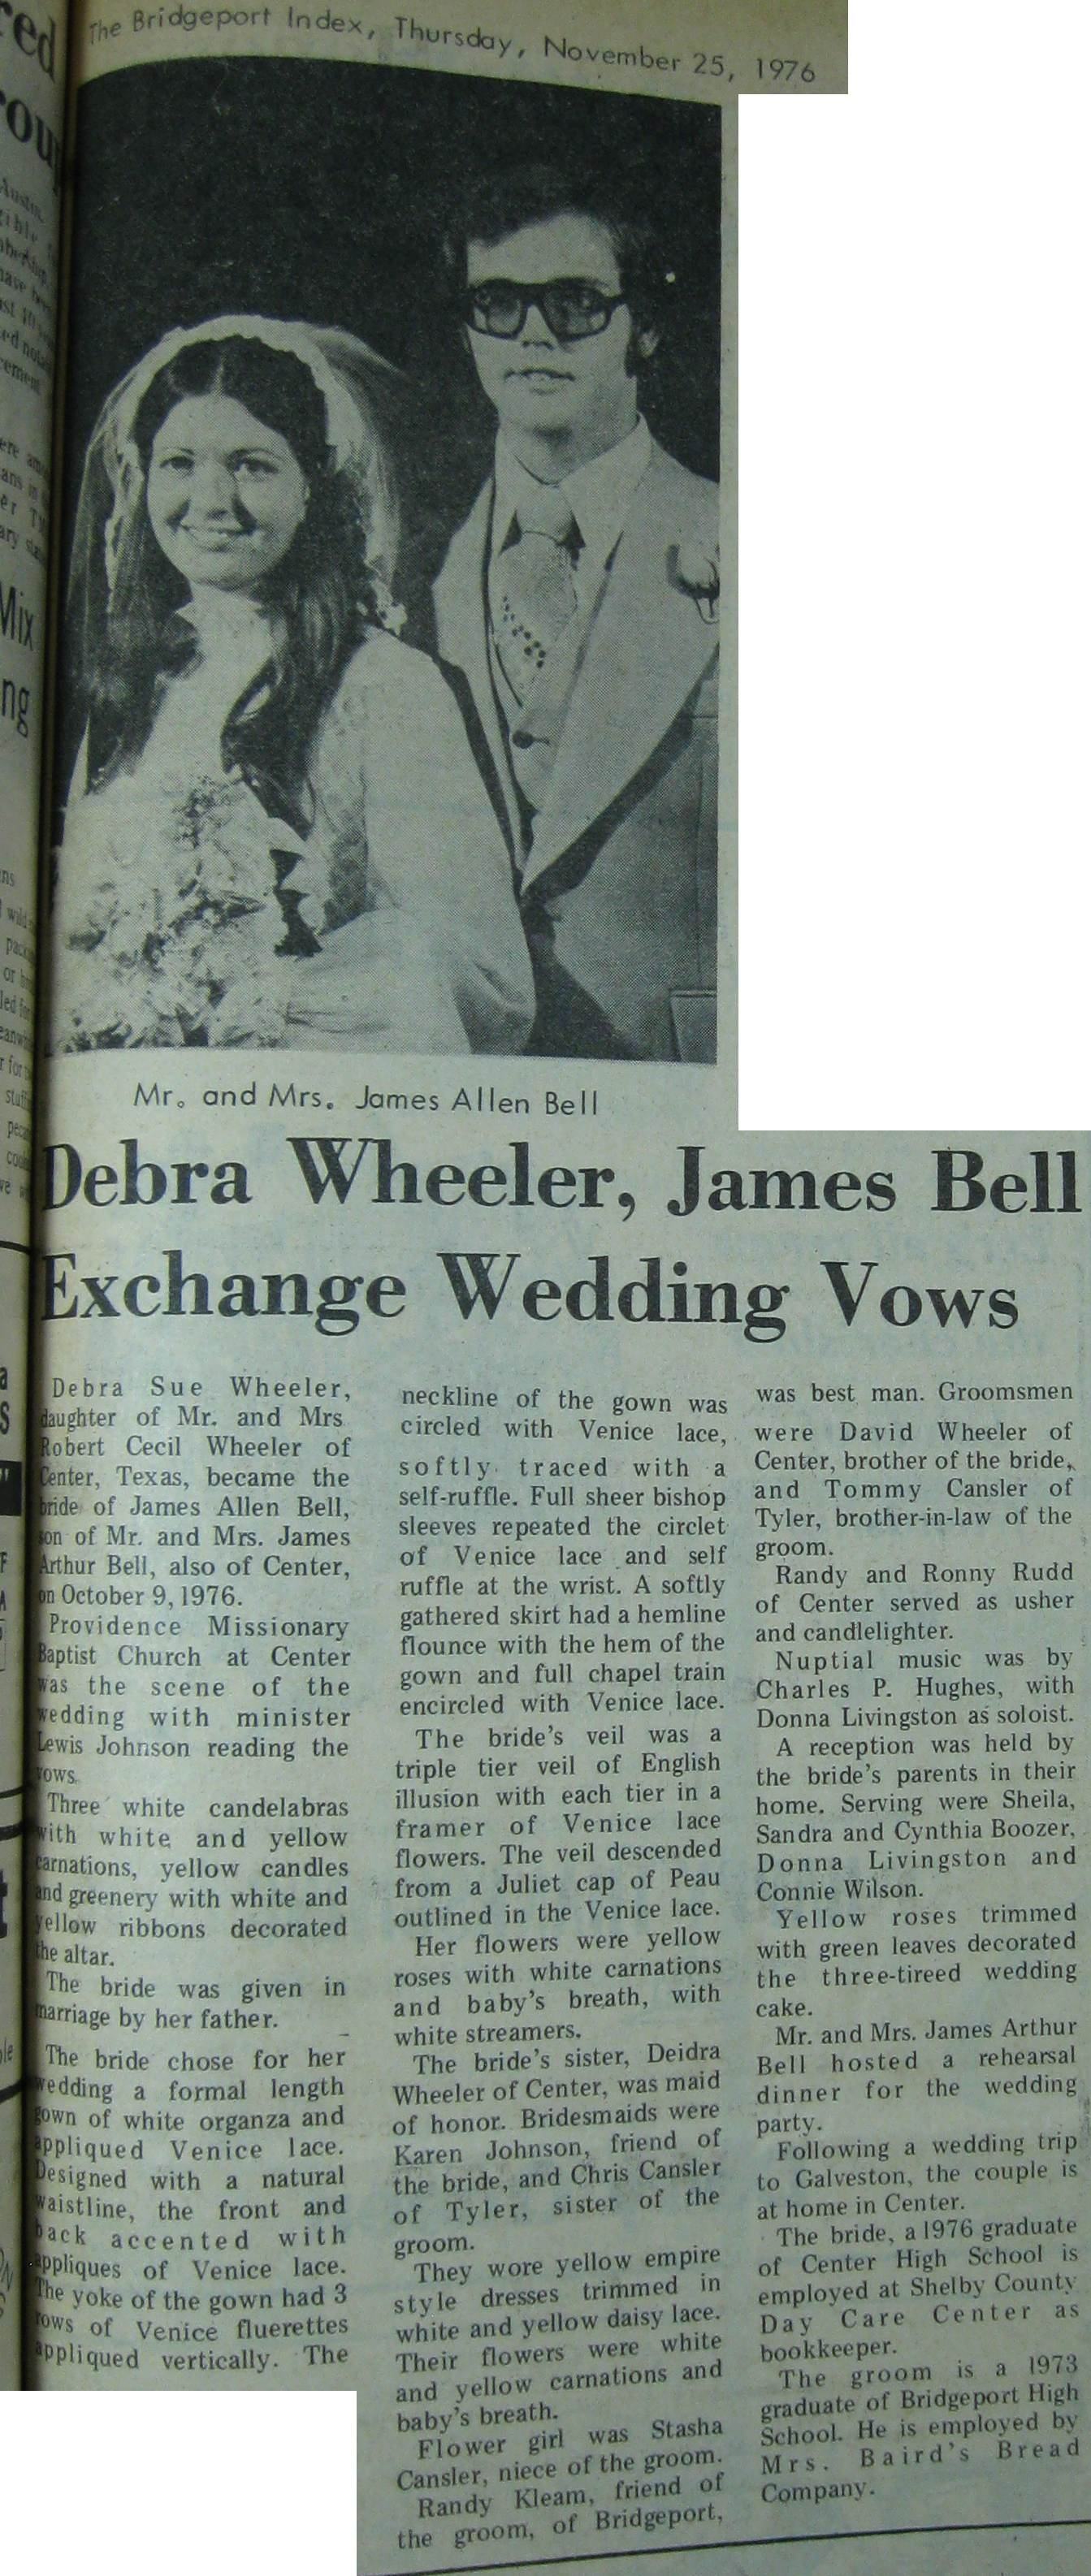 The Bridgeport Index, Thursday, November 25, 1976
Mr. and Mrs. James Allen Bell
Debra Wheeler, James Bell
Exchange Wedding Vows
Debra Sue Wheeler,
daughter of Mr. and Mrs
Robert Cecil Wheeler of
Center, Texas, became the
bride of James Allen Bell,
son of Mr. and Mrs. James
Arthur Bell, also of Center,
on October 9, 1976.
Providence Missionary
Baptist Church at Center
was the scene of the
wedding with minister
Lewis Johnson reading the
vows.
Three white candelabras
with white and yellow
carnations, yellow candles
and greenery with white and
yellow ribbons decorated
the altar.
The bride was given in
marriage by her father.
The bride chose for her
wedding a formal length
gown of white organza and
appliqued Venice lace.
Designed with a natural
waistline, the front and
back accented with
appliques of Venice lace.
The yoke of the gown had 3
rows of Venice fluerettes
appliqued vertically. The
neckline of the gown was
circled with Venice lace,
softly traced with a
self-ruffle. Full sheer bishop
sleeves repeated the circlet
of Venice lace and self
ruffle at the wrist. A softly
gathered skirt had a hemline
flounce with the hem of the
gown and full chapel train
encircled with Venice lace.
The bride's veil was a
triple tier veil of English
illusion with each tier in a
framer of Venice lace
flowers. The veil descended
from a Juliet cap of Peau
outlined in the Venice lace.
Her flowers were yellow
roses with white carnations
and baby's breath, with
white streamers.
The bride's sister, Deidra
Wheeler of Center, was maid
of honor. Bridesmaids were
Karen Johnson, friend of
the bride, and Chris Cansler
of Tyler, sister of the
groom.
They wore yellow empire
style dresses trimmed in
white and yellow daisy lace.
Their flowers were white
and yellow carnations and
baby's breath.
Flower girl was Stasha
Cansler, niece of the groom.
Randy Kleam, friend of
the groom, of Bridgeport,
was best man. Groomsmen
were David Wheeler of
Center, brother of the bride,
and Tommy Cansler of
Tyler, brother-in-law of the
groom.
Randy and Ronny Rudd
of Center served as usher
and candlelighter.
Nuptial music was by
Charles P. Hughes, with
Donna Livingston as soloist.
A reception was held by
the bride's parents in their
home. Serving were Sheila,
Sandra and Cynthia Boozer,
Donna Livingston and
Connie Wilson.
Yellow roses trimmed
with green leaves decorated
the three-tireed wedding
cake.
Mr. and Mrs. James Arthur
Bell hosted a rehearsal
dinner for the wedding
party.
Following a wedding trip
to Galveston, the couple is
at home in Center.
The bride, a 1976 graduate
of Center High School is
employed at Shelby County
Day Care Center as
bookkeeper.
The groom is a 1973
graduate of Bridgeport High
School. He is employed by
Mrs. Baird's Bread
Company.